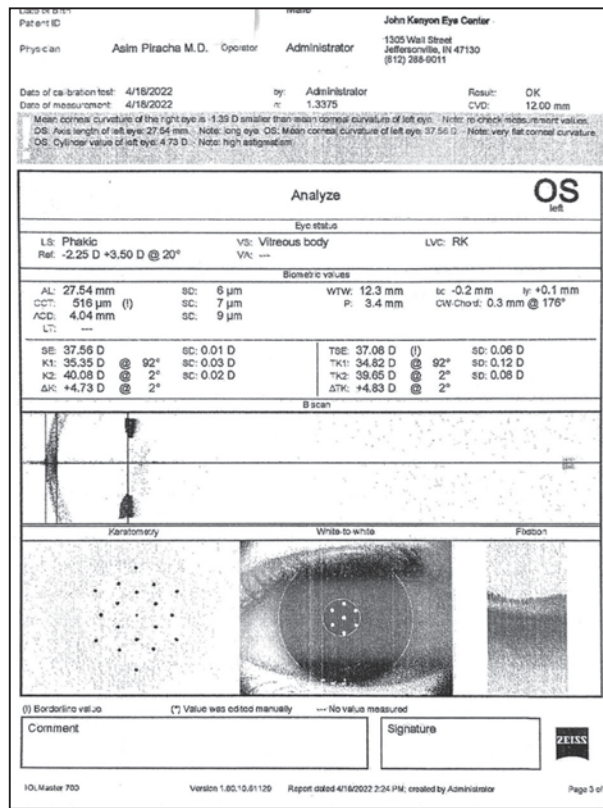 Patient ID
John Kenyon Eye Center
Physician Asim Piracha M.D. Operator Administrator
1305 Wall Street
Jeffersonville, IN 47130
(812) 288-9011
Date of calibration test: 4/18/2022 by: Administrator Result: OK
Date of measurement: 4/18/2022 n: 1.3375 CVD: 12.00 mm
Mean corneal curvature of the right eye is -1.39 D smaller than mean corneal curvature of left eye. - Note: re-check measurement values.
OS: Axis length of left eye: 27.54 mm. - Note: long eye. OS: Mean corneal curvature of left eye: 37.56 D - Note: very flat corneal curvature.
OS: Cylinder value of left eye: 4.73 D. - Note: high astigmatism
Analyze OS
left
Eye status
LS: Phakic VS: Vitreous body LVC: RK
Ref: -2.25 D +3.50 D @ 20° VA: ---
Biometric values
AL: 27.54 mm SD: 6 µm WTW: 12.3 mm Ix: -0.2 mm Iy: +0.1 mm
CCT: 516 µm (!) SD: 7 µm P: 3.4 mm CW-Chord: 0.3 mm @ 176°
ACD: 4.04 mm SD: 9 µm
LT: ---
SE: 37.56 D SD: 0.01 D TSE: 37.08 D (!) SD: 0.06 D
K1: 35.35 D @ 92° SD: 0.03 D TK1: 34.82 D @ 92° SD: 0.12 D
K2: 40.08 D @ 2° SD: 0.02 D TK2: 39.65 D @ 2° SD: 0.08 D
ΔK: +4.73 D @ 2° ΔTK: +4.83 D @ 2°
B scan
Keratometry White-to-white Fixation
(!) Borderline value (*) Value was edited manually --- No value measured
Comment Signature
ZEISS
IOLMaster 700 Version 1.80.10.61129 Report dated 4/18/2022 2:24 PM; created by Administrator Page 3 of